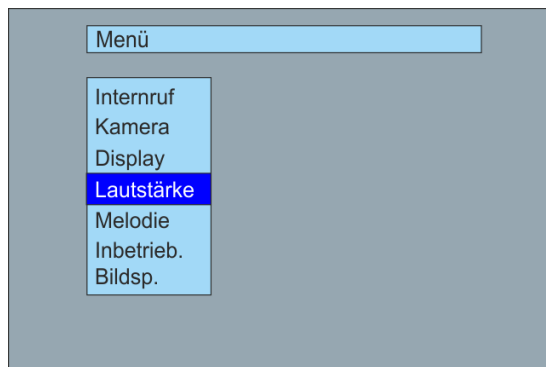 Menü
Internruf
Kamera
Display
Lautstärke
Melodie
Inbetrieb.
Bildsp.